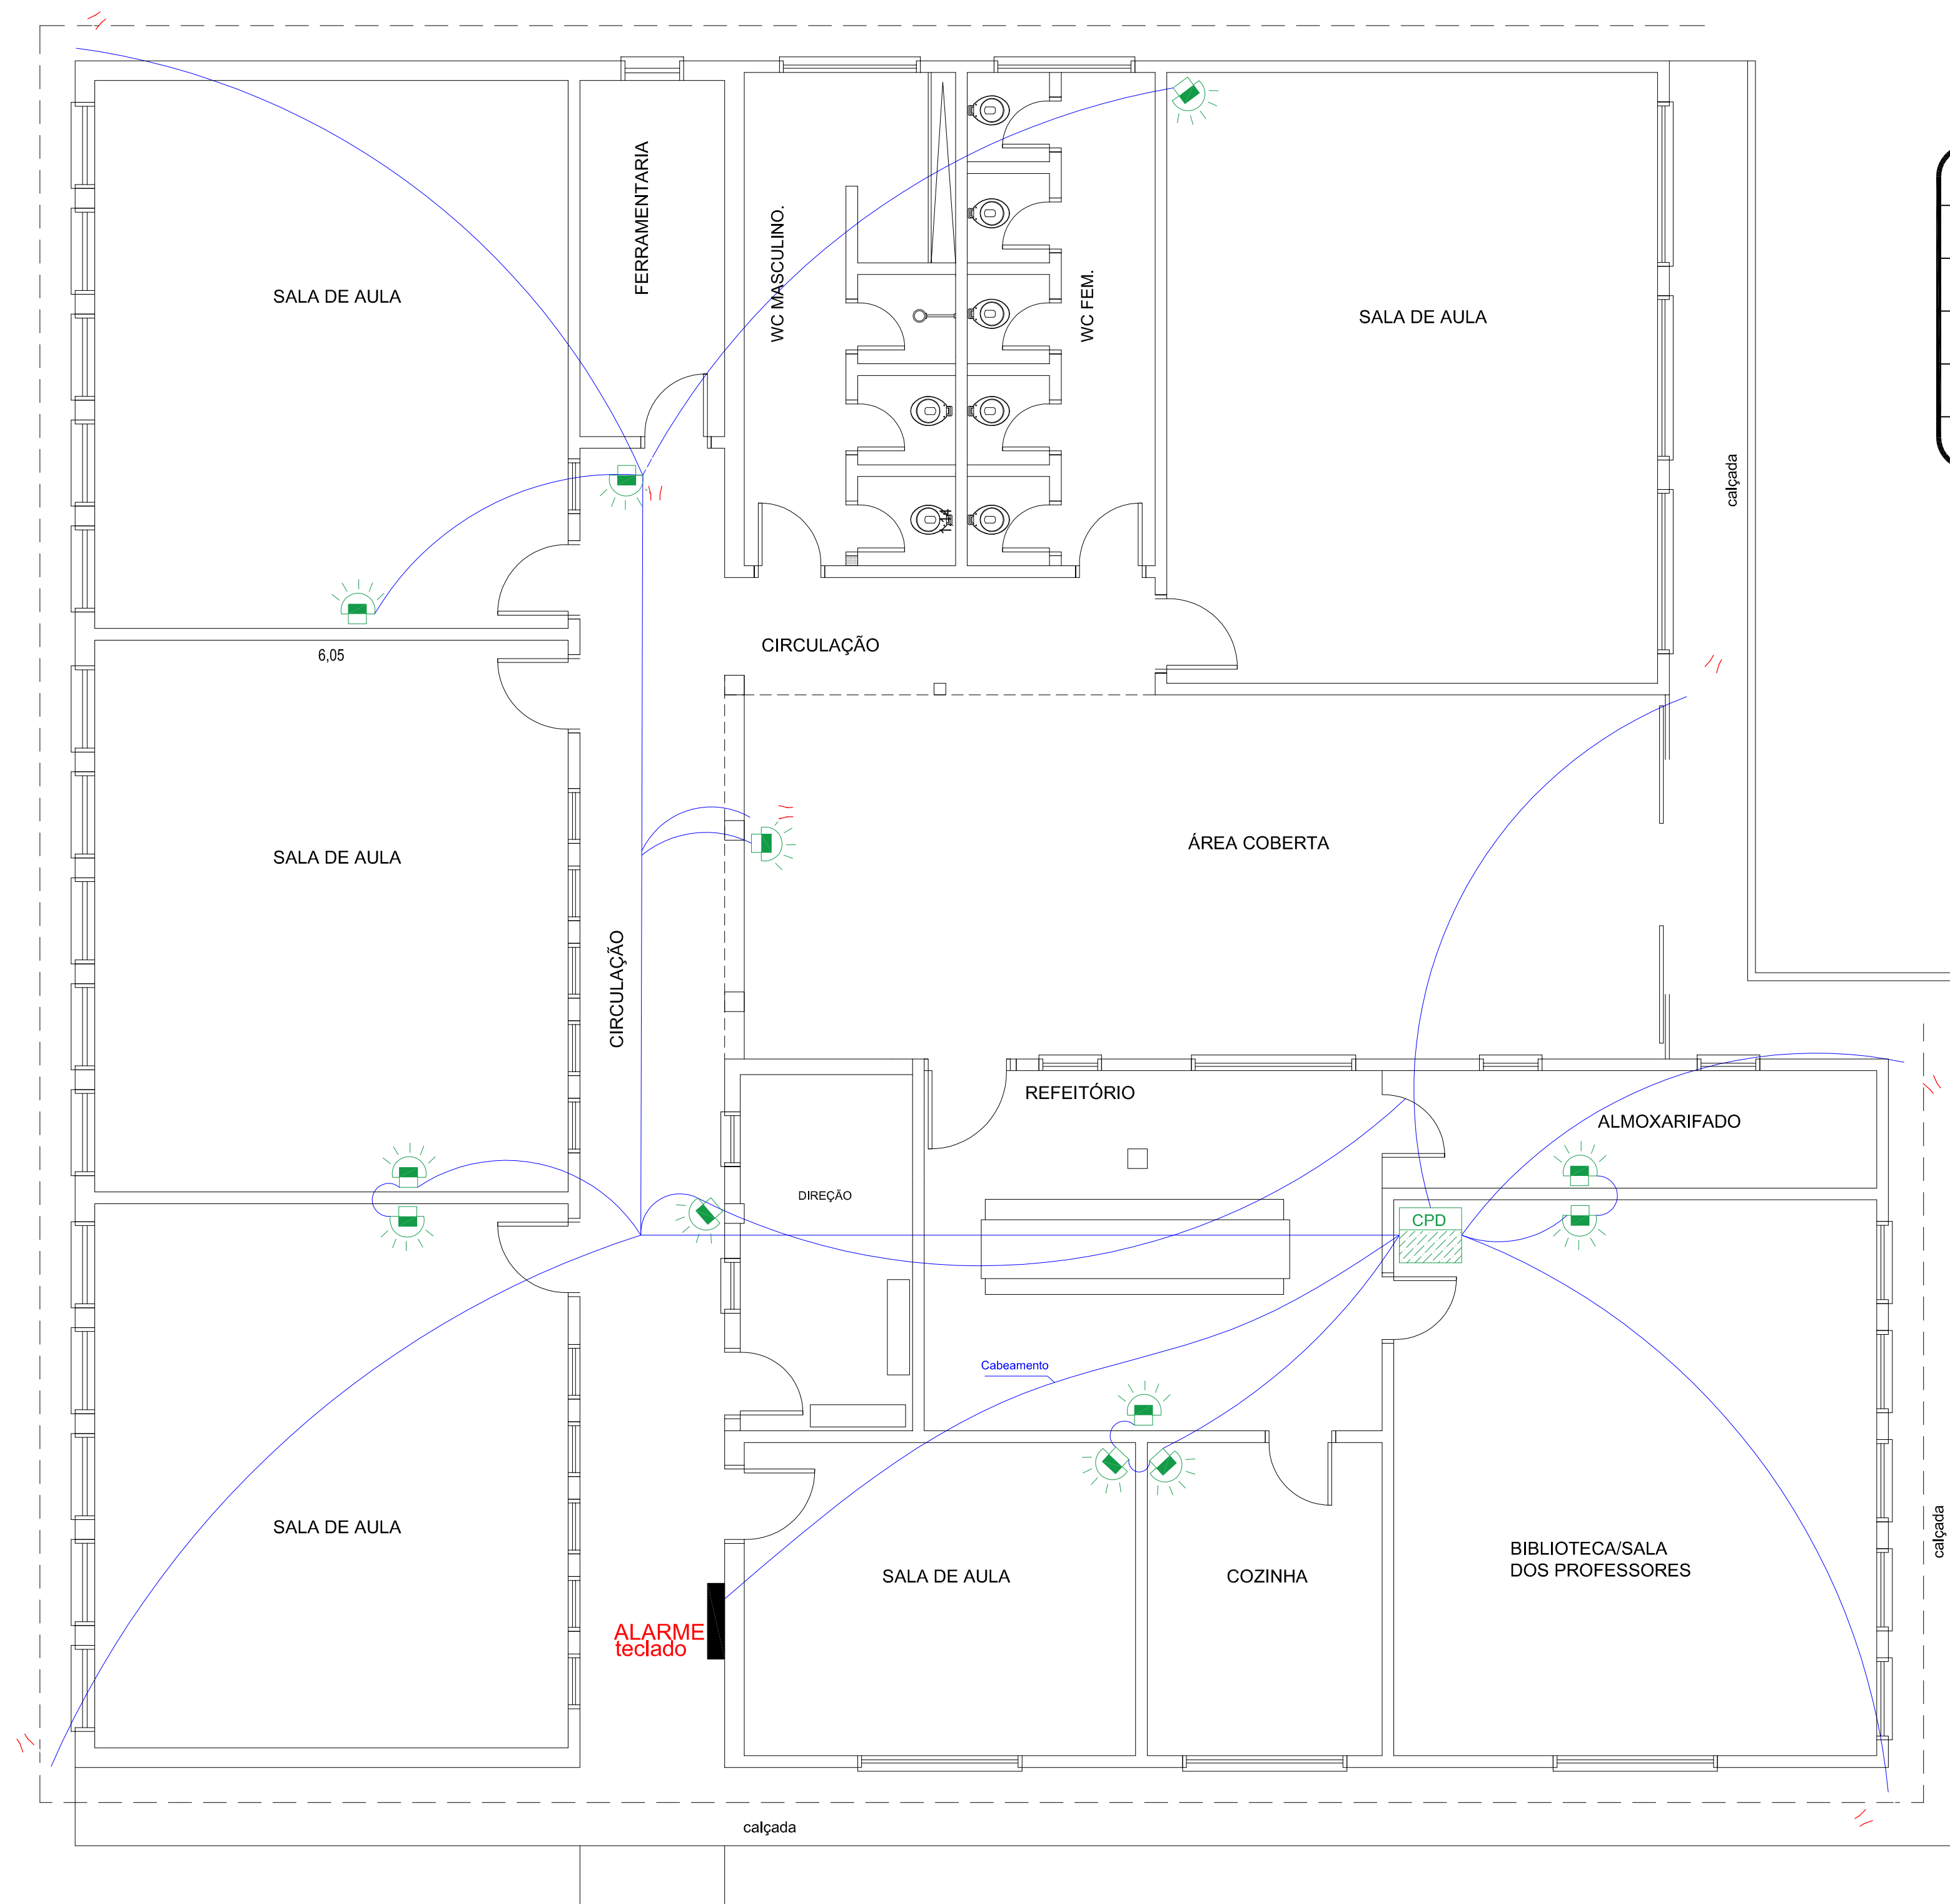 FERRAMENTARIA
WC MASCULINO.
WC FEM.
SALA DE AULA
SALA DE AULA
calçada
1,14
CIRCULAÇÃO
6,05
SALA DE AULA
ÁREA COBERTA
CIRCULAÇÃO
REFEITÓRIO
ALMOXARIFADO
DIREÇÃO
CPD
Cabeamento
SALA DE AULA
BIBLIOTECA/SALA
DOS PROFESSORES
SALA DE AULA
COZINHA
calçada
ALARME
teclado
calçada